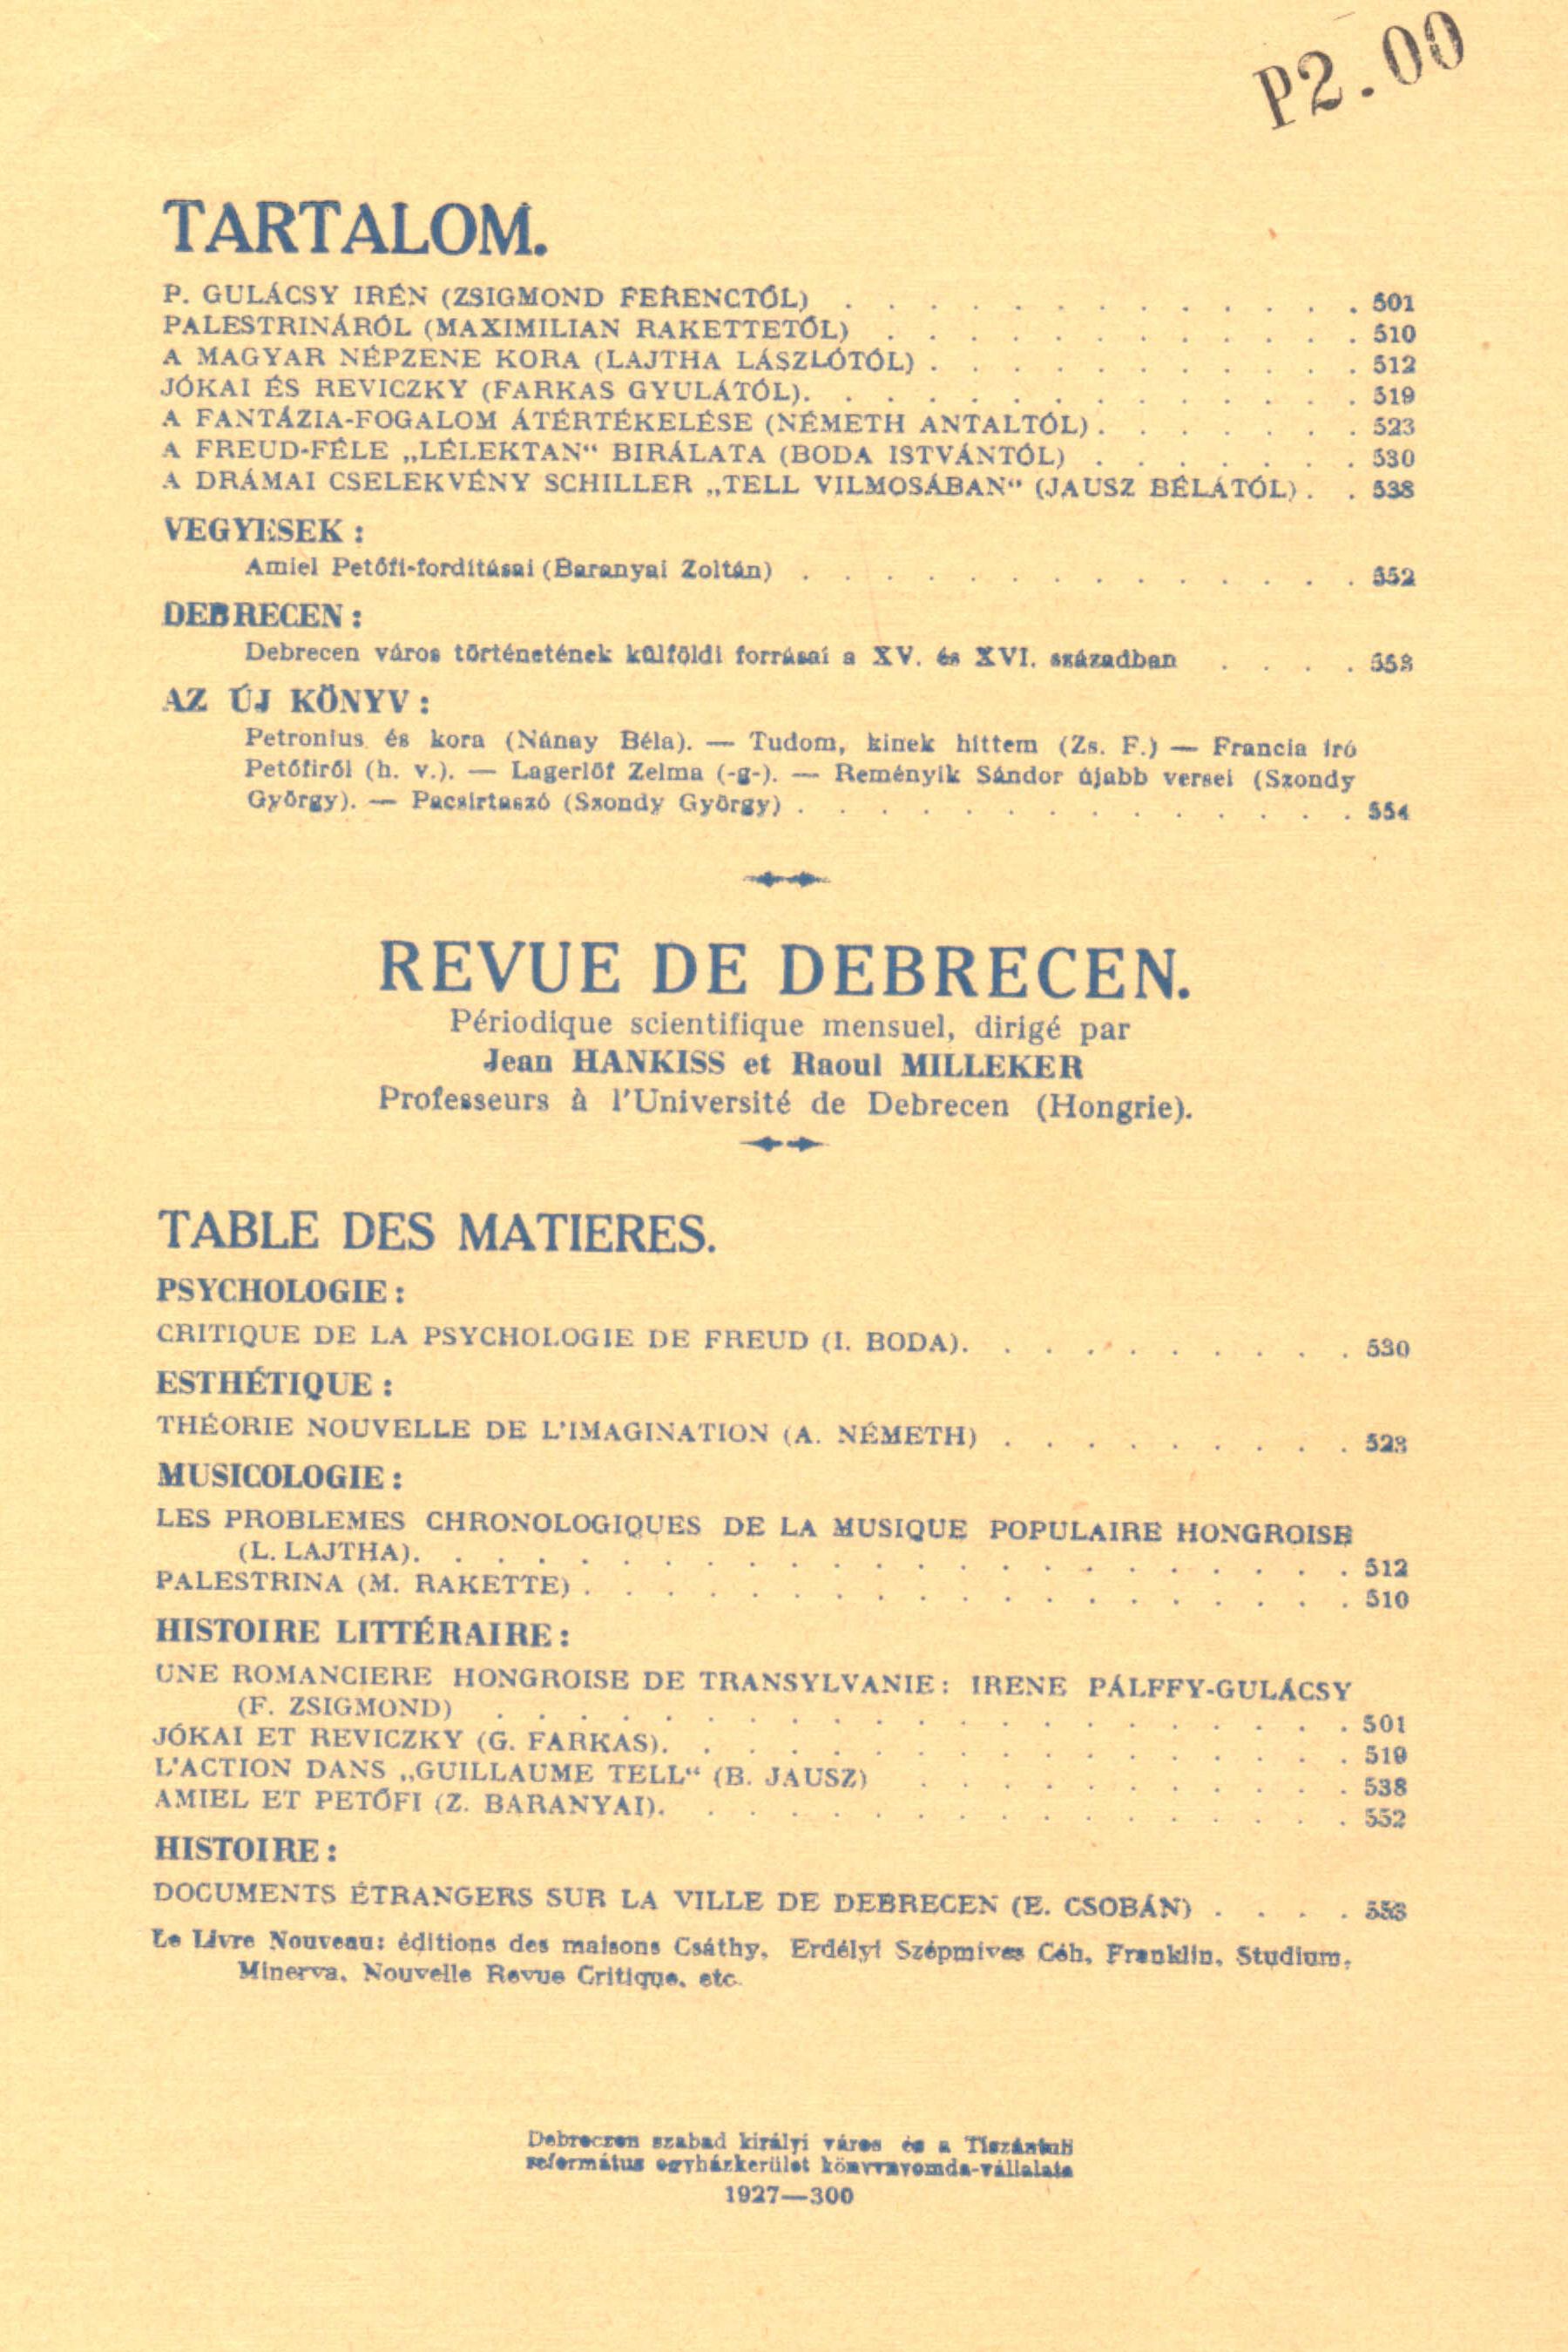 P2.00
TARTALOM.
P. GULÁCSY IRÉN (ZSIGMOND FERENCTŐL) . . . . . . . . . . . . . 501
PALESTRINÁRÓL (MAXIMILIAN RAKETTETŐL) . . . . . . . . . . . . 510
A MAGYAR NÉPZENE KORA (LAJTHA LÁSZLÓTÓL) . . . . . . . . . . . 512
JÓKAI ÉS REVICZKY (FARKAS GYULÁTÓL). . . . . . . . . . . . . . 519
A FANTÁZIA-FOGALOM ÁTÉRTÉKELÉSE (NÉMETH ANTALTÓL) . . . . . . . 523
A FREUD-FÉLE „LÉLEKTAN“ BIRÁLATA (BODA ISTVÁNTÓL) . . . . . . . 530
A DRÁMAI CSELEKVÉNY SCHILLER „TELL VILMOSÁBAN“ (JAUSZ BÉLÁTÓL) . . 538
VEGYESEK :
Amiel Petőfi-fordításai (Baranyai Zoltán) . . . . . . . . . . . . . . 552
DEBRECEN :
Debrecen város történetének külföldi forrásai a XV. és XVI. században . . . . 553
AZ ÚJ KÖNYV :
Petronius és kora (Nánay Béla). — Tudom, kinek hittem (Zs. F.) — Francia író
Petőfiről (h. v.). — Lagerlöf Zelma (-g-). — Reményik Sándor újabb versei (Szondy
György). — Pacsirtaszó (Szondy György) . . . . . . . . . . . . . . 554
REVUE DE DEBRECEN.
Périodique scientifique mensuel, dirigé par
Jean HANKISS et Raoul MILLEKER
Professeurs à l'Université de Debrecen (Hongrie).
TABLE DES MATIERES.
PSYCHOLOGIE :
CRITIQUE DE LA PSYCHOLOGIE DE FREUD (I. BODA). . . . . . . . . . 530
ESTHÉTIQUE :
THÉORIE NOUVELLE DE L'IMAGINATION (A. NÉMETH) . . . . . . . . . 523
MUSICOLOGIE :
LES PROBLEMES CHRONOLOGIQUES DE LA MUSIQUE POPULAIRE HONGROISE
(L. LAJTHA). . . . . . . . . . . . . . . . . . . . . . . 512
PALESTRINA (M. RAKETTE) . . . . . . . . . . . . . . . . . . . 510
HISTOIRE LITTÉRAIRE :
UNE ROMANCIERE HONGROISE DE TRANSYLVANIE : IRENE PÁLFFY-GULÁCSY
(F. ZSIGMOND) . . . . . . . . . . . . . . . . . . . . . 501
JÓKAI ET REVICZKY (G. FARKAS). . . . . . . . . . . . . . . . . 519
L'ACTION DANS „GUILLAUME TELL“ (B. JAUSZ) . . . . . . . . . . . 538
AMIEL ET PETŐFI (Z. BARANYAI). . . . . . . . . . . . . . . . . 552
HISTOIRE :
DOCUMENTS ÉTRANGERS SUR LA VILLE DE DEBRECEN (E. CSOBÁN) . . . . 553
Le Livre Nouveau: éditions des maisons Csáthy, Erdélyi Szépmives Céh, Franklin, Studium,
Minerva, Nouvelle Revue Critique, etc.
Debreczen szabad királyi város és a Tiszántuli
református egyházkerület könyvnyomda-vállalata
1927—300